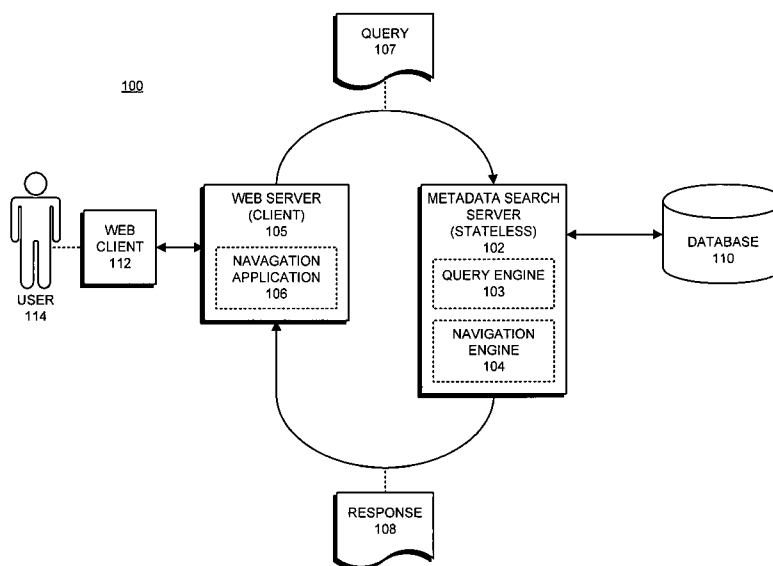 QUERY
107
100
WEB SERVER
(CLIENT)
105
NAVAGATION
APPLICATION
106
METADATA SEARCH
SERVER
(STATELESS)
102
QUERY ENGINE
103
NAVIGATION
ENGINE
104
WEB
CLIENT
112
DATABASE
110
USER
114
RESPONSE
108